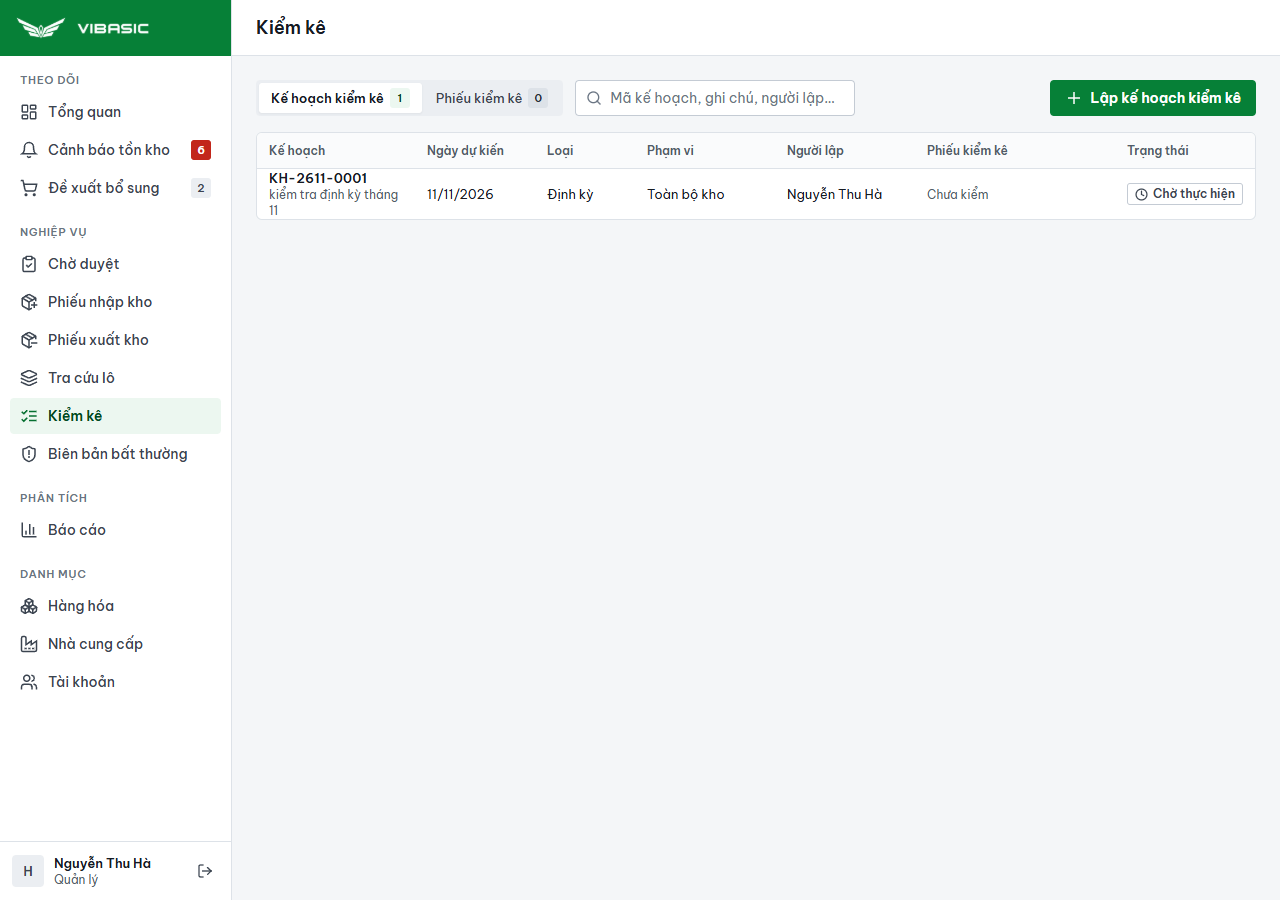 VIBASIC
Kiểm kê
THEO DÕI
Tổng quan
Cảnh báo tồn kho 6
Đề xuất bổ sung 2
NGHIỆP VỤ
Chờ duyệt
Phiếu nhập kho
Phiếu xuất kho
Tra cứu lô
Kiểm kê
Biên bản bất thường
PHÂN TÍCH
Báo cáo
DANH MỤC
Hàng hóa
Nhà cung cấp
Tài khoản
H
Nguyễn Thu Hà
Quản lý
Kế hoạch kiểm kê 1 Phiếu kiểm kê 0 Mã kế hoạch, ghi chú, người lập... Lập kế hoạch kiểm kê
Kế hoạch Ngày dự kiến Loại Phạm vi Người lập Phiếu kiểm kê Trạng thái
KH-2611-0001
kiểm tra định kỳ tháng
11
11/11/2026 Định kỳ Toàn bộ kho Nguyễn Thu Hà Chưa kiểm Chờ thực hiện